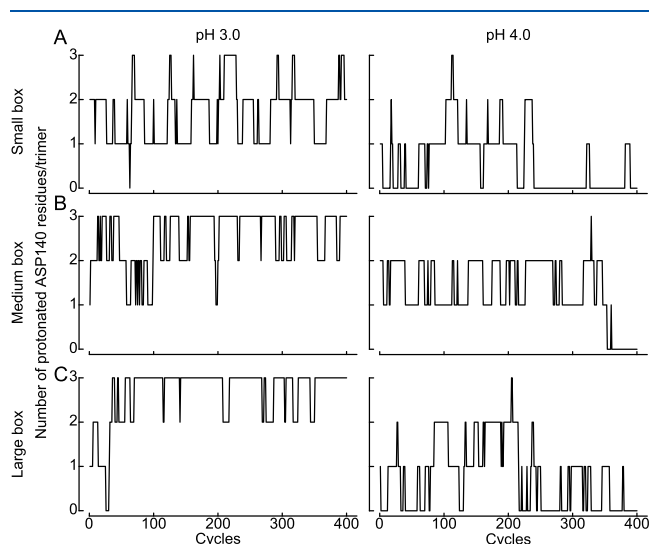 A
pH 3.0
pH 4.0
Small box
Number of protonated ASP140 residues/trimer
3
2
1
0
B
Medium box
3
2
1
0
C
Large box
3
2
1
0
0 100 200 300 400
0 100 200 300 400
Cycles
Cycles